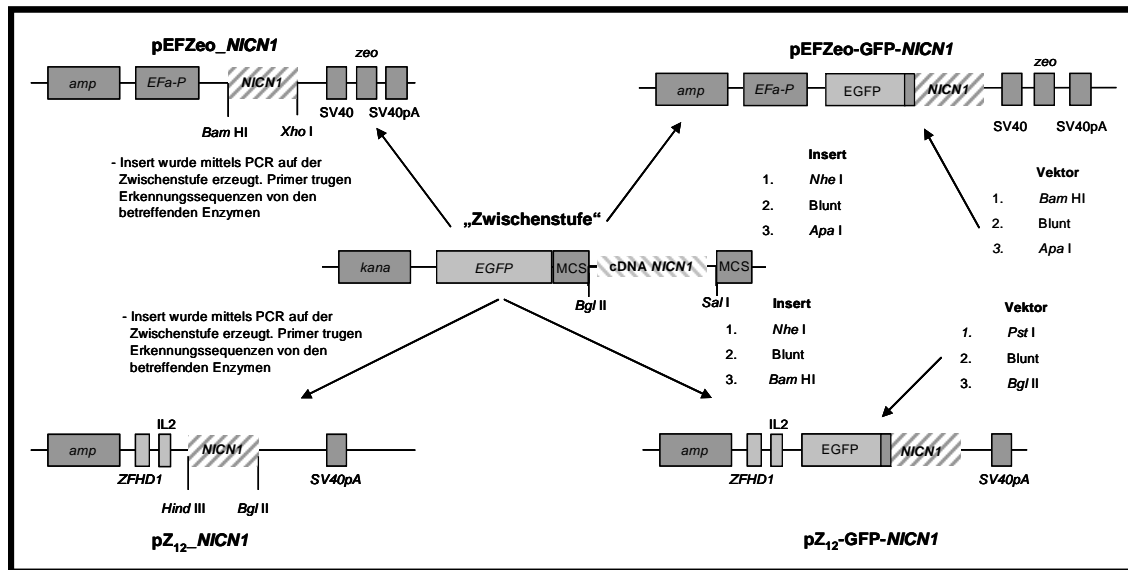 pEFZeo_NICN1
amp
EFa-P
NICN1
zeo
SV40
SV40pA
Bam HI
Xho I
- Insert wurde mittels PCR auf der
Zwischenstufe erzeugt. Primer trugen
Erkennungssequenzen von den
betreffenden Enzymen
pEFZeo-GFP-NICN1
zeo
amp
EFa-P
EGFP
NICN1
SV40
SV40pA
Insert
1. Nhe I
2. Blunt
3. Apa I
Vektor
1. Bam HI
2. Blunt
3. Apa I
„Zwischenstufe“
kana
EGFP
MCS
cDNA NICN1
MCS
Bgl II
Sal I
- Insert wurde mittels PCR auf der
Zwischenstufe erzeugt. Primer trugen
Erkennungssequenzen von den
betreffenden Enzymen
Insert
1. Nhe I
2. Blunt
3. Bam HI
Vektor
1. Pst I
2. Blunt
3. Bgl II
IL2
amp
NICN1
ZFHD1
SV40pA
Hind III
Bgl II
pZ12_NICN1
IL2
amp
EGFP
NICN1
ZFHD1
SV40pA
pZ12-GFP-NICN1